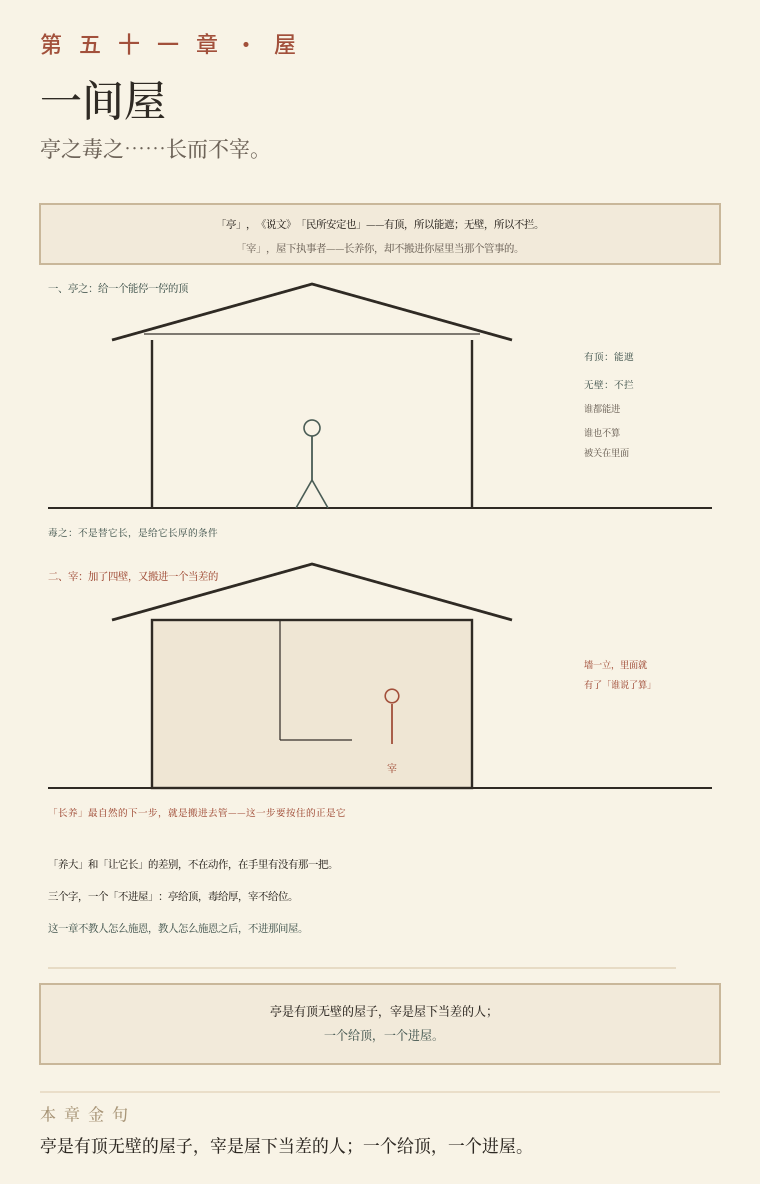 第五十一章·屋
一间屋
亭之毒之……长而不宰。
「亭」，《说文》「民所安定也」——有顶，所以能遮；无壁，所以不拦。
「宰」，屋下执事者——长养你，却不搬进你屋里当那个管事的。
一、亭之：给一个能停一停的顶
有顶：能遮
无壁：不拦
谁都能进
谁也不算
被关在里面
毒之：不是替它长，是给它长厚的条件
二、宰：加了四壁，又搬进一个当差的
墙一立，里面就
有了「谁说了算」
宰
「长养」最自然的下一步，就是搬进去管——这一步要按住的正是它
「养大」和「让它长」的差别，不在动作，在手里有没有那一把。
三个字，一个「不进屋」：亭给顶，毒给厚，宰不给位。
这一章不教人怎么施恩，教人怎么施恩之后，不进那间屋。
亭是有顶无壁的屋子，宰是屋下当差的人；
一个给顶，一个进屋。
本章金句
亭是有顶无壁的屋子，宰是屋下当差的人；一个给顶，一个进屋。